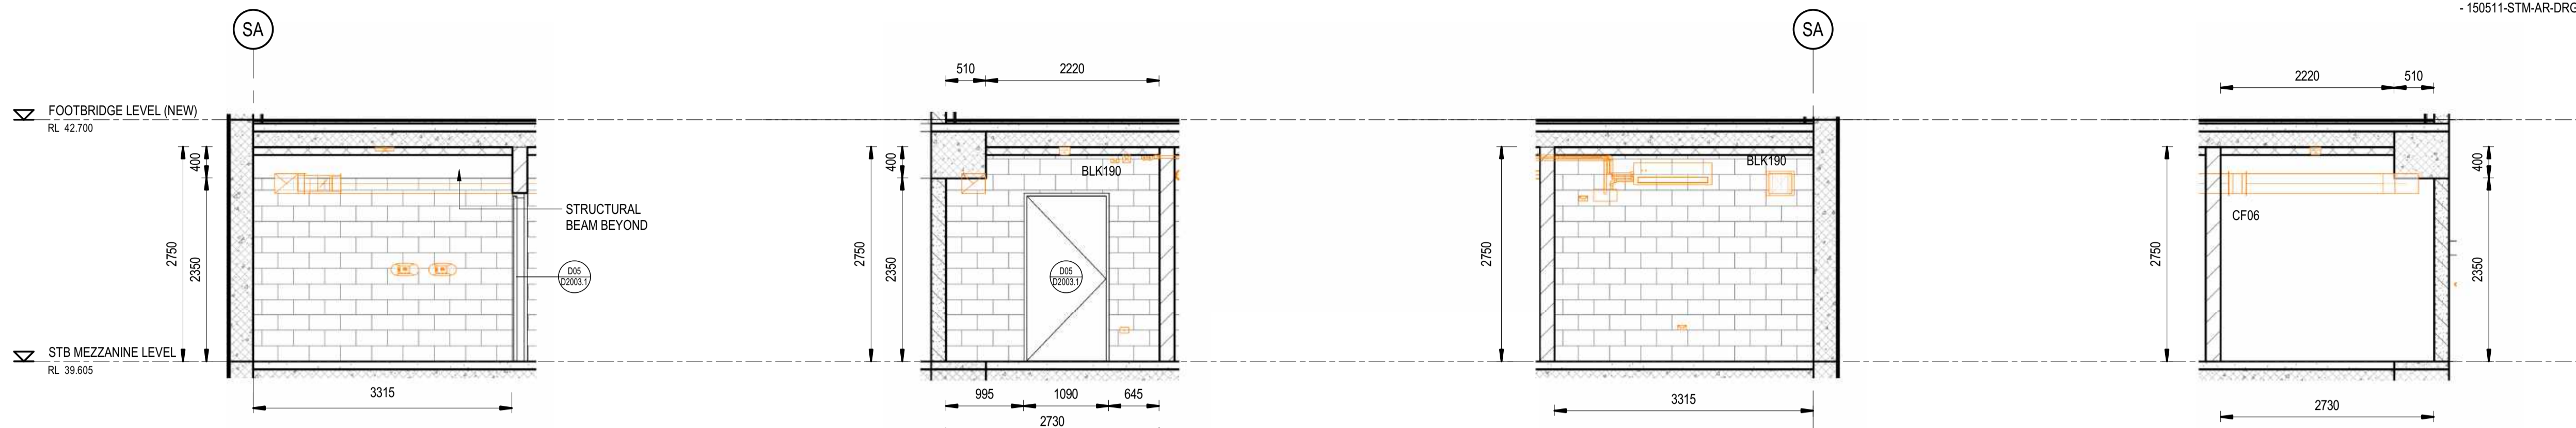 - 150511-STM-AR-DRG
SA
SA
510
2220
2220
510
FOOTBRIDGE LEVEL (NEW)
RL 42.700
400
2750
2350
STRUCTURAL
BEAM BEYOND
D05
D2003.1
STB MEZZANINE LEVEL
RL 39.605
3315
400
2750
2350
BLK190
D05
D2003.1
995
1090
645
2730
2750
BLK190
3315
2750
CF06
400
2350
2730